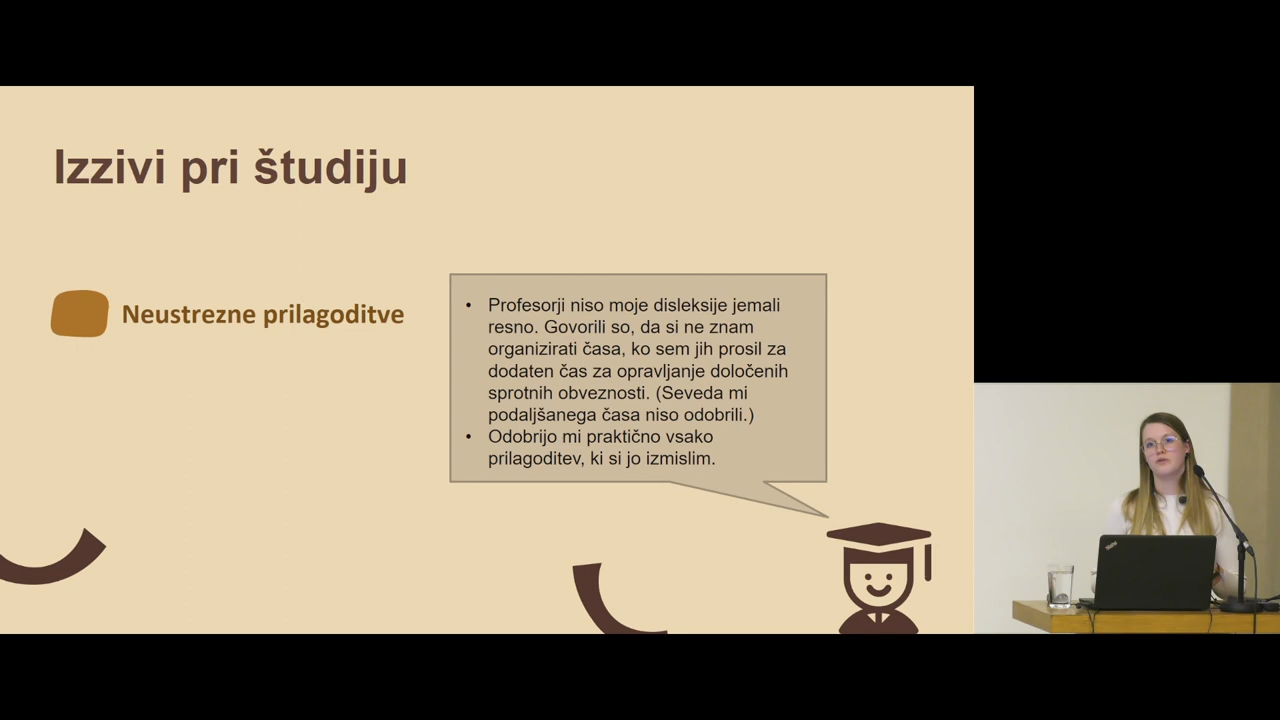 Izzivi pri študiju
Neustrezne prilagoditve
• Profesorji niso moje disleksije jemali
resno. Govorili so, da si ne znam
organizirati časa, ko sem jih prosil za
dodaten čas za opravljanje določenih
sprotnih obveznosti. (Seveda mi
podaljšanega časa niso odobrili.)
• Odobrijo mi praktično vsako
prilagoditev, ki si jo izmislim.